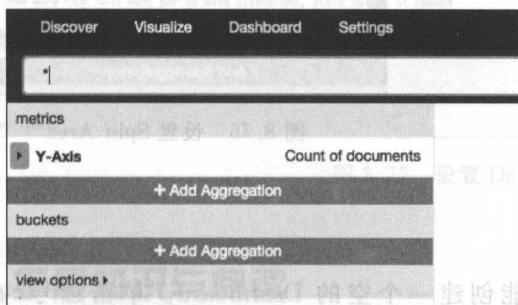 Discover Visualize Dashboard Settings
*
metrics
Y-Axis Count of documents
+ Add Aggregation
buckets
+ Add Aggregation
view options